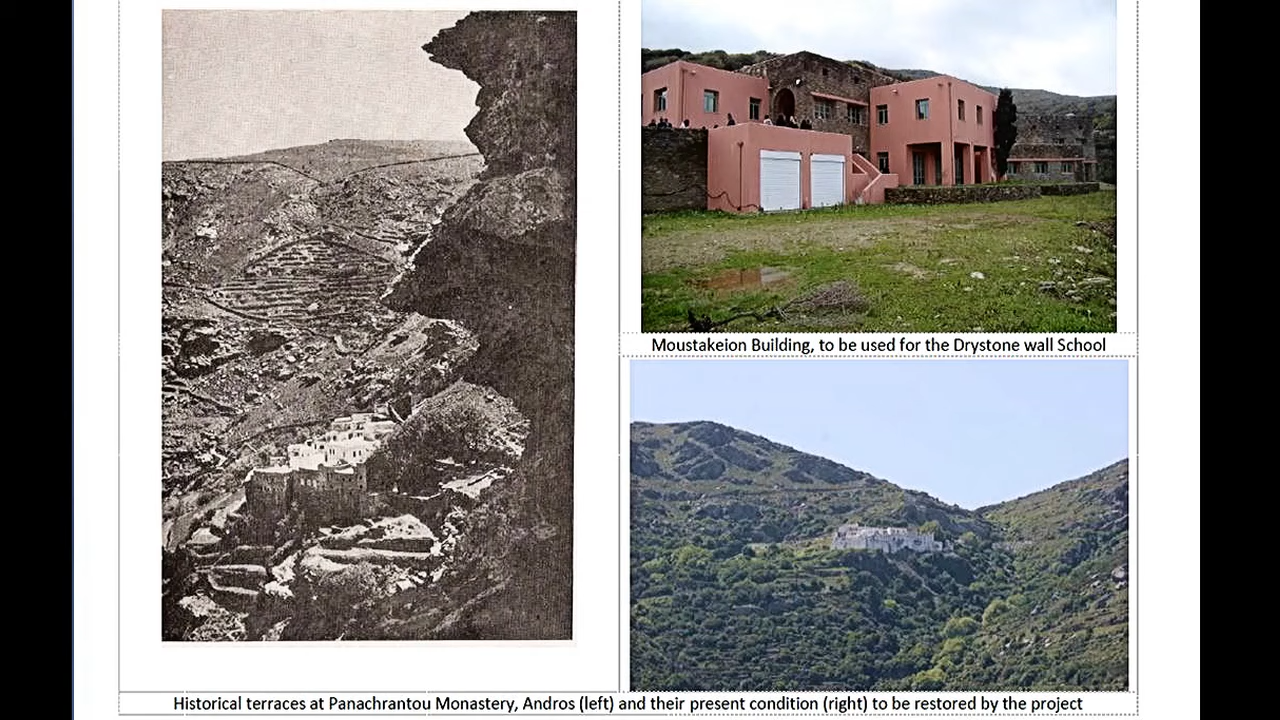 Moustakeion Building, to be used for the Drystone wall School
Historical terraces at Panachrantou Monastery, Andros (left) and their present condition (right) to be restored by the project